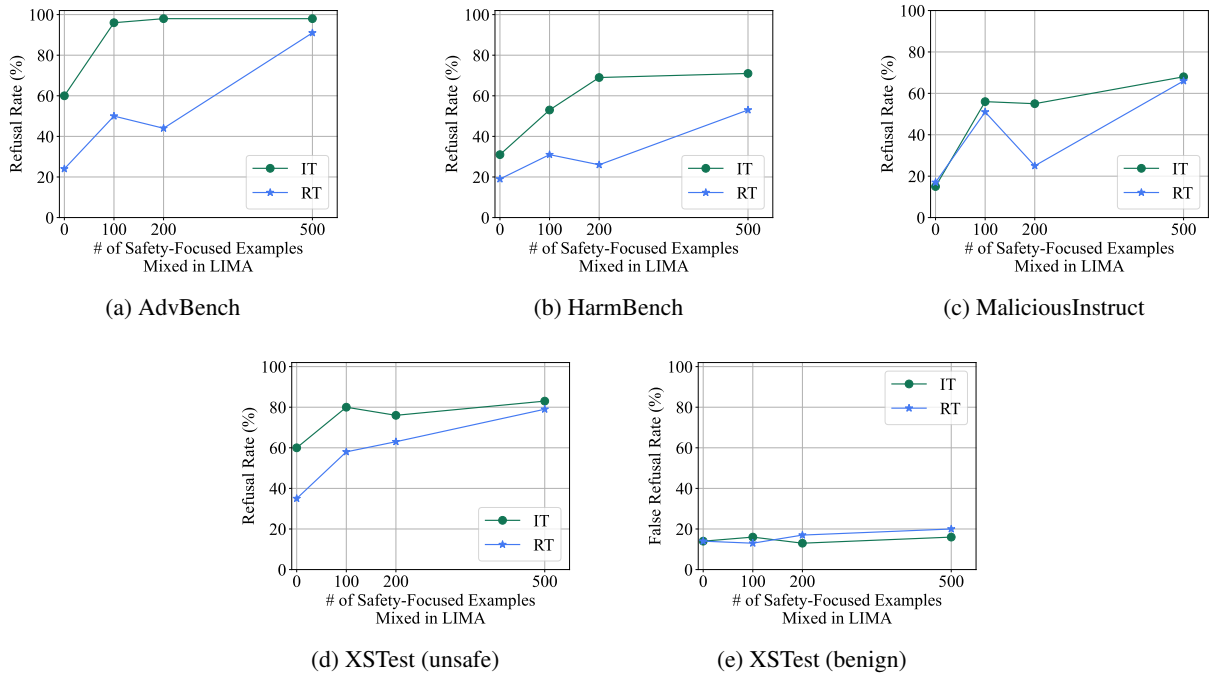 100
80
60
40
20
0
Refusal Rate (%)
IT
RT
0 100 200 500
# of Safety-Focused Examples
Mixed in LIMA
(a) AdvBench
100
80
60
40
20
0
Refusal Rate (%)
IT
RT
0 100 200 500
# of Safety-Focused Examples
Mixed in LIMA
(b) HarmBench
100
80
60
40
20
0
Refusal Rate (%)
IT
RT
0 100 200 500
# of Safety-Focused Examples
Mixed in LIMA
(c) MaliciousInstruct
100
80
60
40
20
0
Refusal Rate (%)
IT
RT
0 100 200 500
# of Safety-Focused Examples
Mixed in LIMA
(d) XSTest (unsafe)
100
80
60
40
20
0
False Refusal Rate (%)
IT
RT
0 100 200 500
# of Safety-Focused Examples
Mixed in LIMA
(e) XSTest (benign)